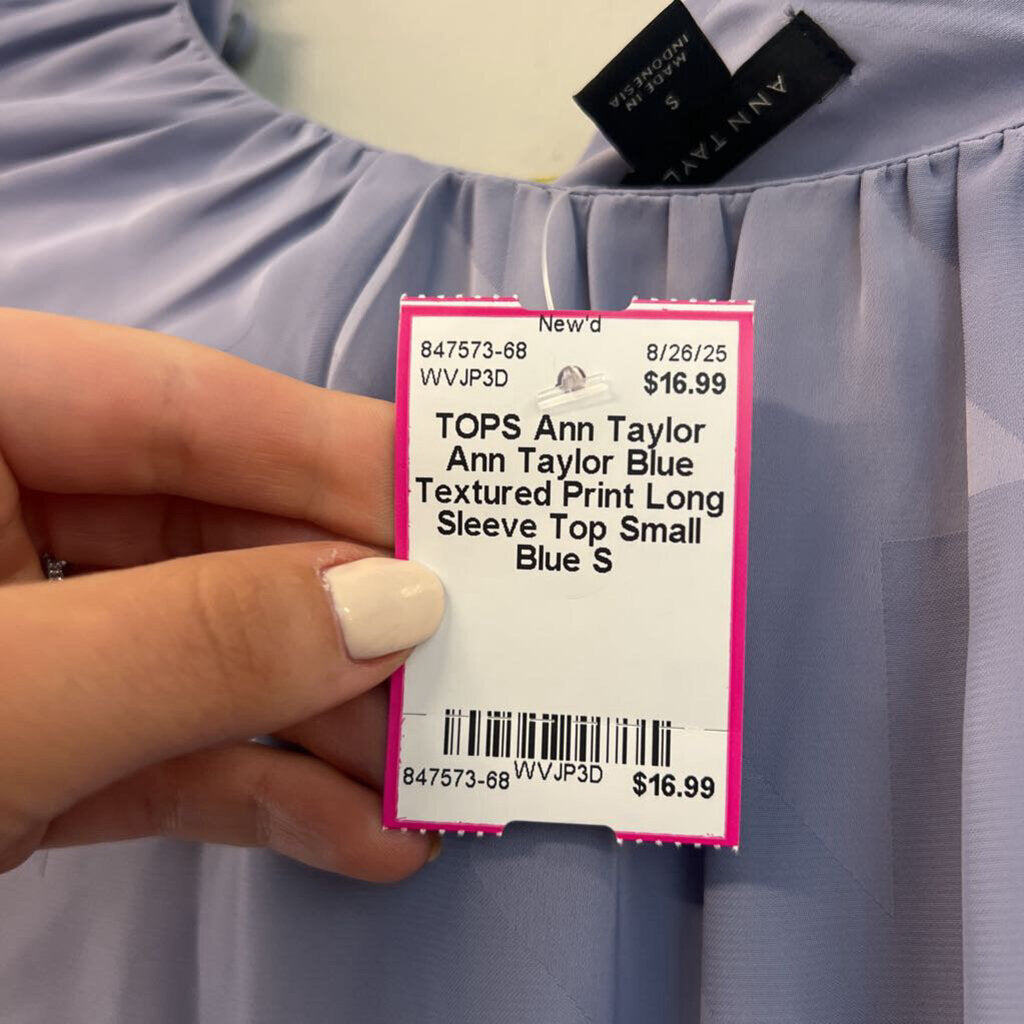 MADE IN
INDONESIA
S
ANN TAYL
New'd
847573-68 8/26/25
WVJP3D $16.99
TOPS Ann Taylor
Ann Taylor Blue
Textured Print Long
Sleeve Top Small
Blue S
847573-68 WVJP3D $16.99